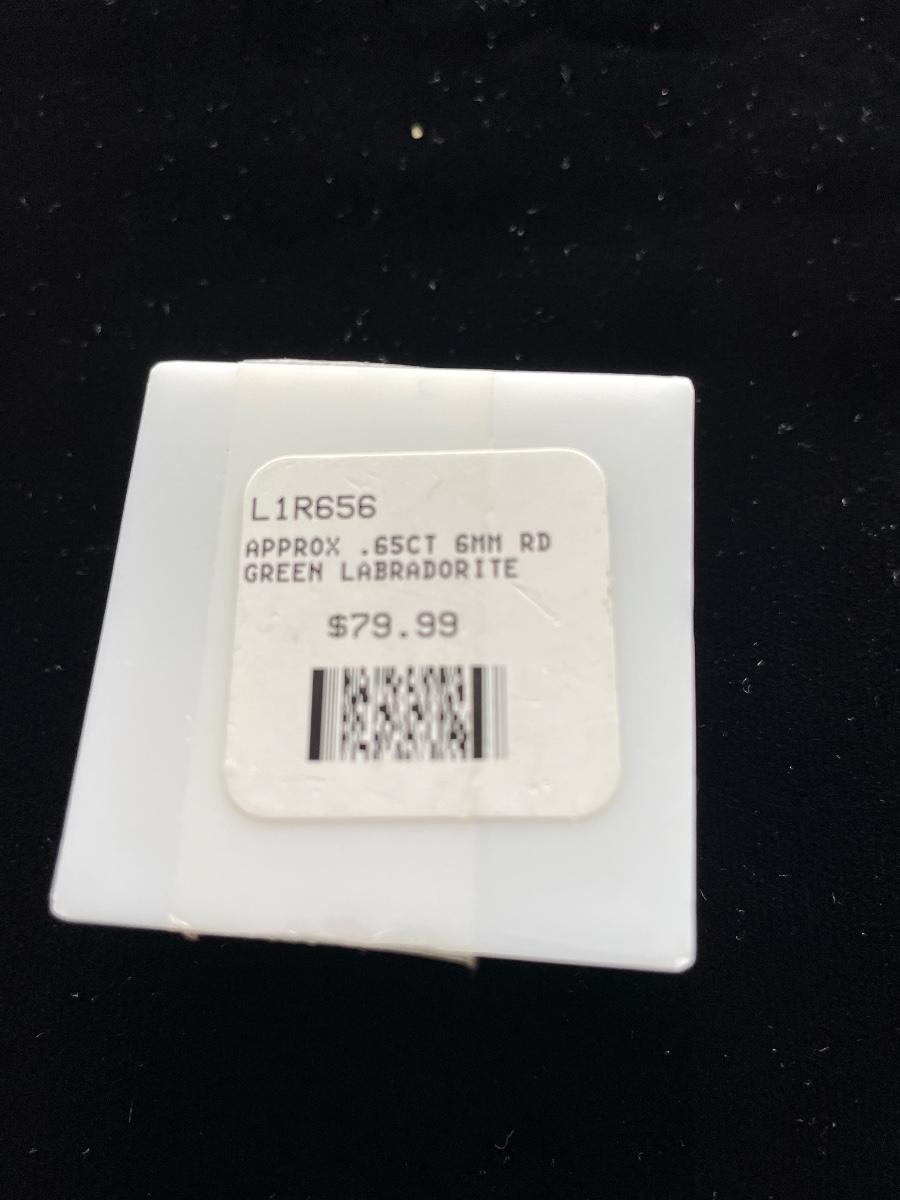 L1R656
APPROX .65CT 6MM RD
GREEN LABRADORITE
$79.99